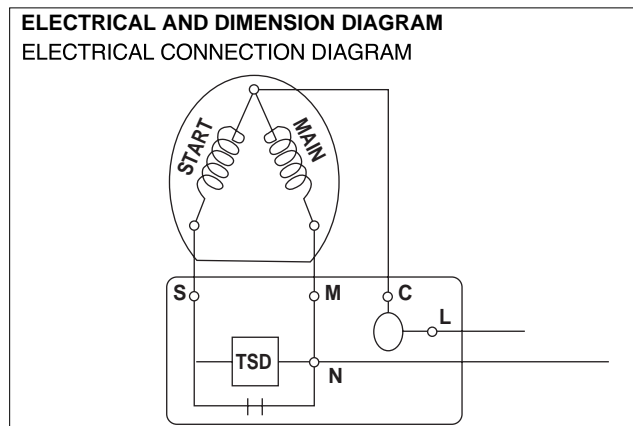 ELECTRICAL AND DIMENSION DIAGRAM
ELECTRICAL CONNECTION DIAGRAM
START
MAIN
S
M
C
L
TSD
N